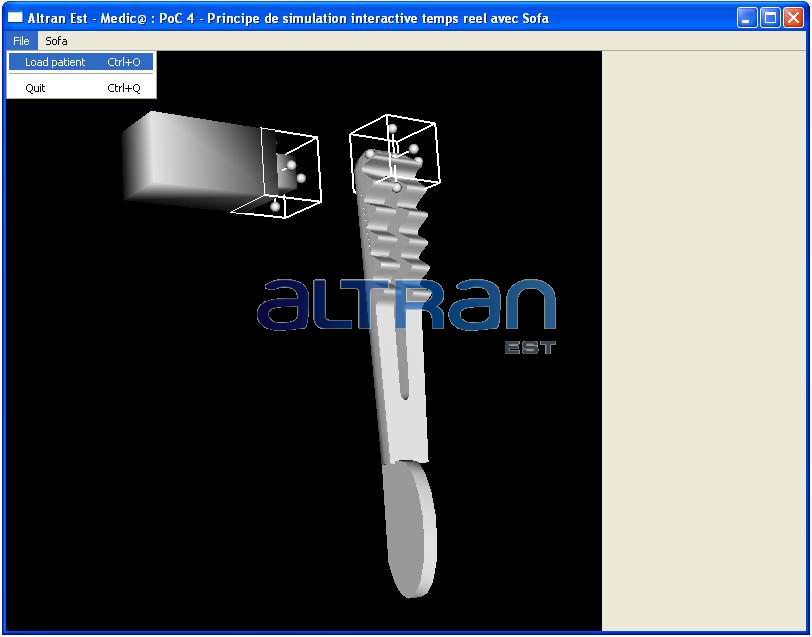 Altran Est - Medic@ : PoC 4 - Principe de simulation interactive temps reel avec Sofa
File Sofa
Load patient Ctrl+O
Quit Ctrl+Q
altran
EST